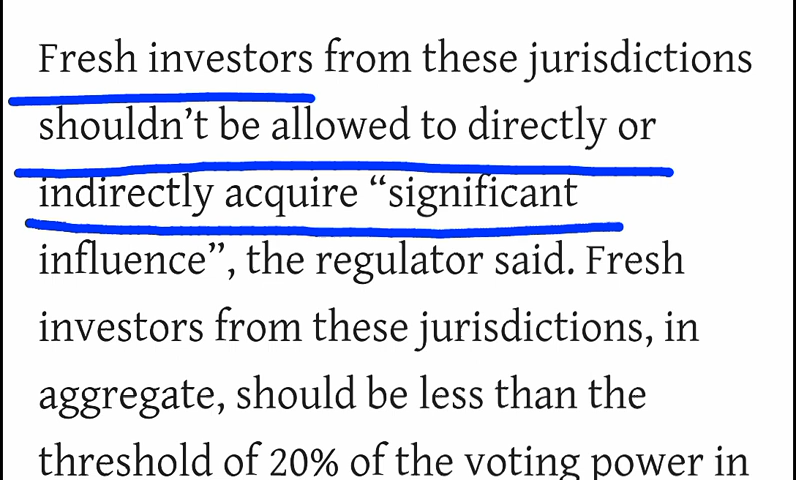 Fresh investors from these jurisdictions
shouldn’t be allowed to directly or
indirectly acquire “significant
influence”, the regulator said. Fresh
investors from these jurisdictions, in
aggregate, should be less than the
threshold of 20% of the voting power in